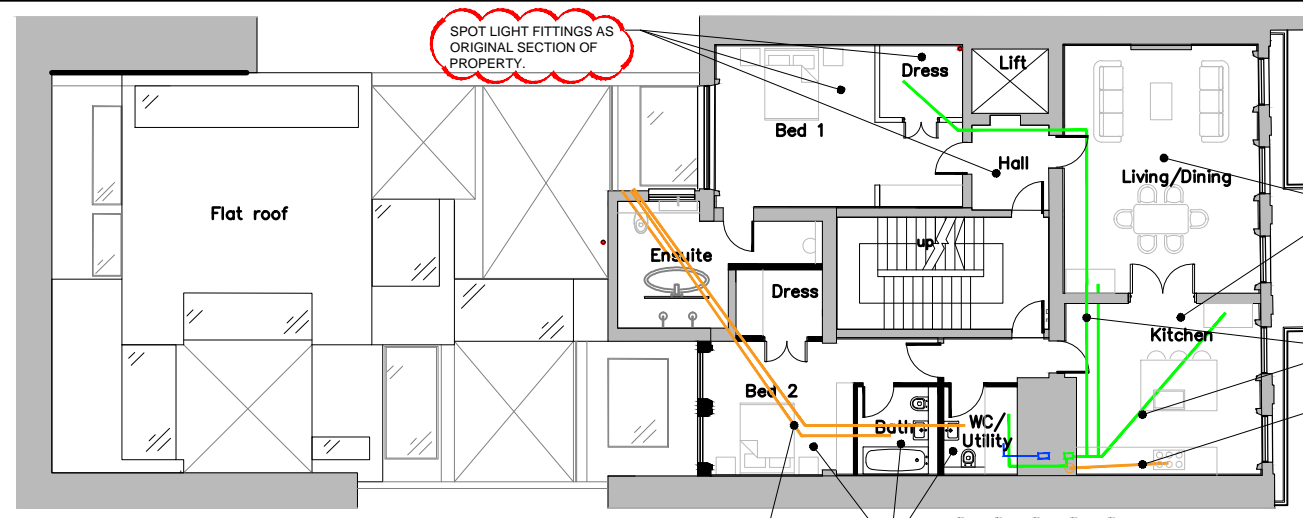 SPOT LIGHT FITTINGS AS
ORIGINAL SECTION OF
PROPERTY.
Dress
Lift
Bed 1
Hall
Living/Dining
Flat roof
up
Ensuite
Dress
Kitchen
Bed 2
Bath
WC/
Utility